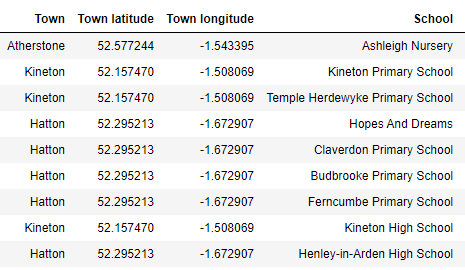 Town Town latitude Town longitude School
Atherstone 52.577244 -1.543395 Ashleigh Nursery
Kineton 52.157470 -1.508069 Kineton Primary School
Kineton 52.157470 -1.508069 Temple Herdewyke Primary School
Hatton 52.295213 -1.672907 Hopes And Dreams
Hatton 52.295213 -1.672907 Claverdon Primary School
Hatton 52.295213 -1.672907 Budbrooke Primary School
Hatton 52.295213 -1.672907 Ferncumbe Primary School
Kineton 52.157470 -1.508069 Kineton High School
Hatton 52.295213 -1.672907 Henley-in-Arden High School